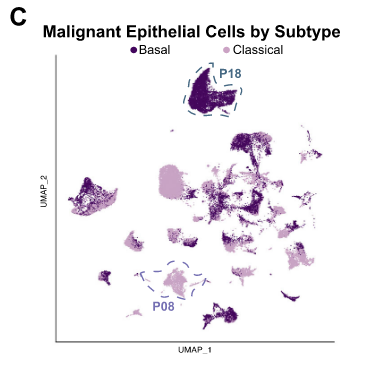 C
Malignant Epithelial Cells by Subtype
Basal Classical
P18
UMAP_2
P08
UMAP_1